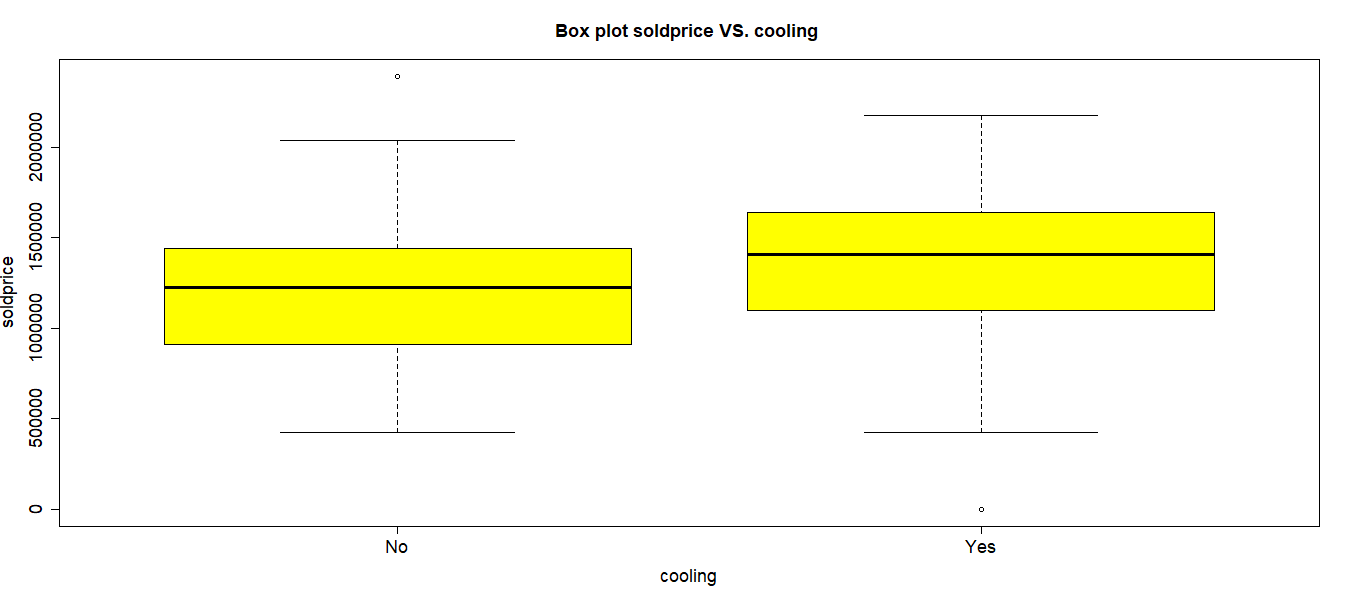 Box plot soldprice VS. cooling
soldprice
2000000
1500000
1000000
500000
0
No
Yes
cooling